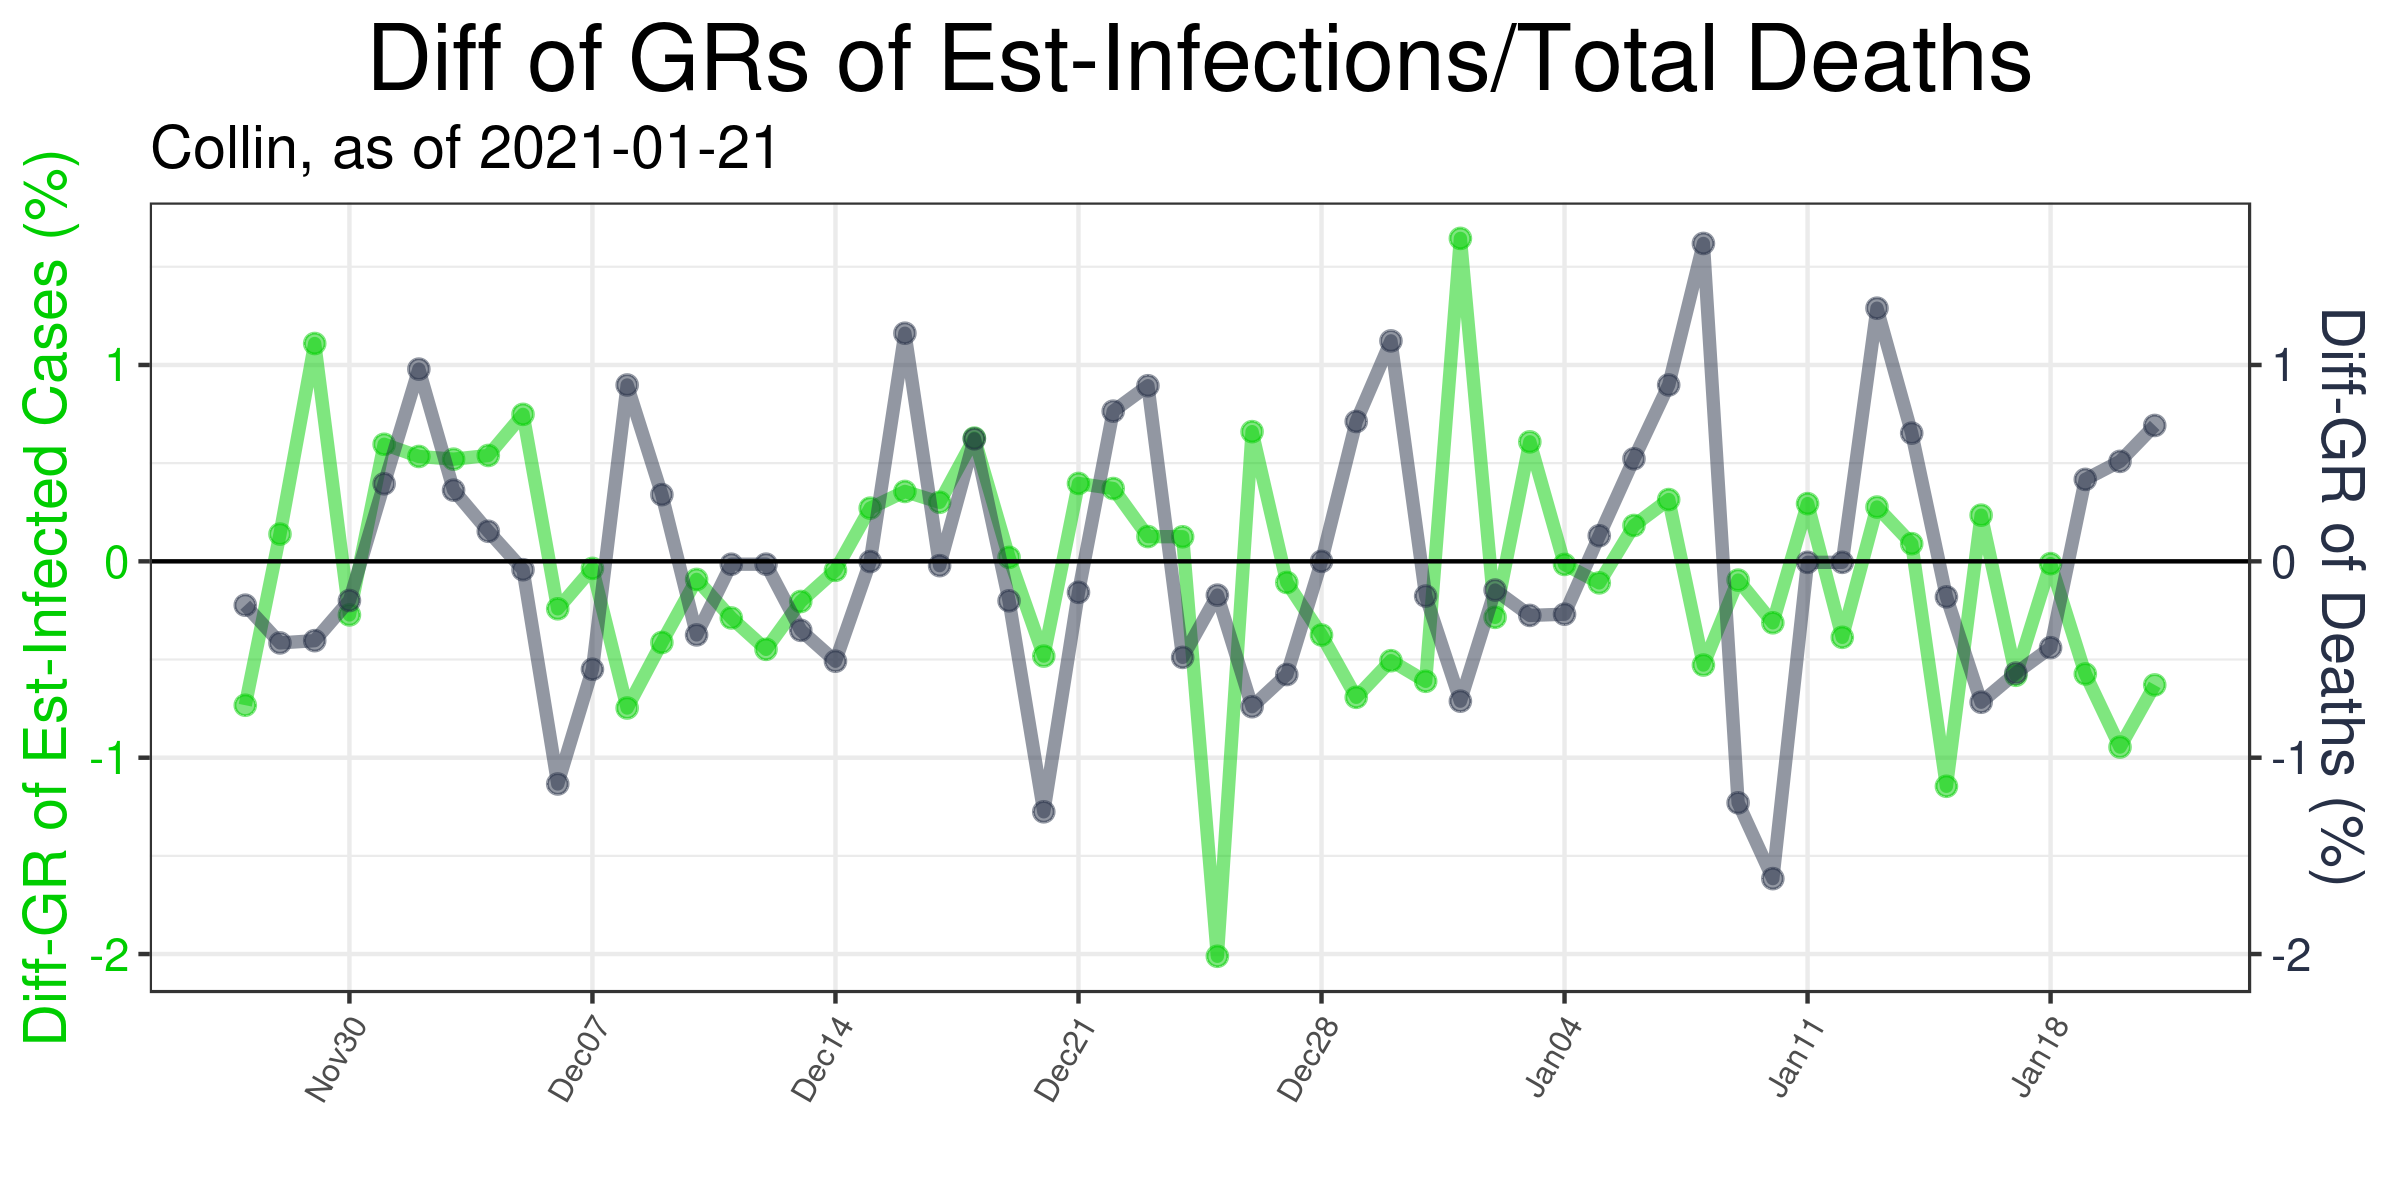 Diff of GRs of Est-Infections/Total Deaths
Collin, as of 2021-01-21
Diff-GR of Est-Infected Cases (%)
1
0
-1
-2
1
0
-1
-2
Diff-GR of Deaths (%)
Nov30
Dec07
Dec14
Dec21
Dec28
Jan04
Jan11
Jan18